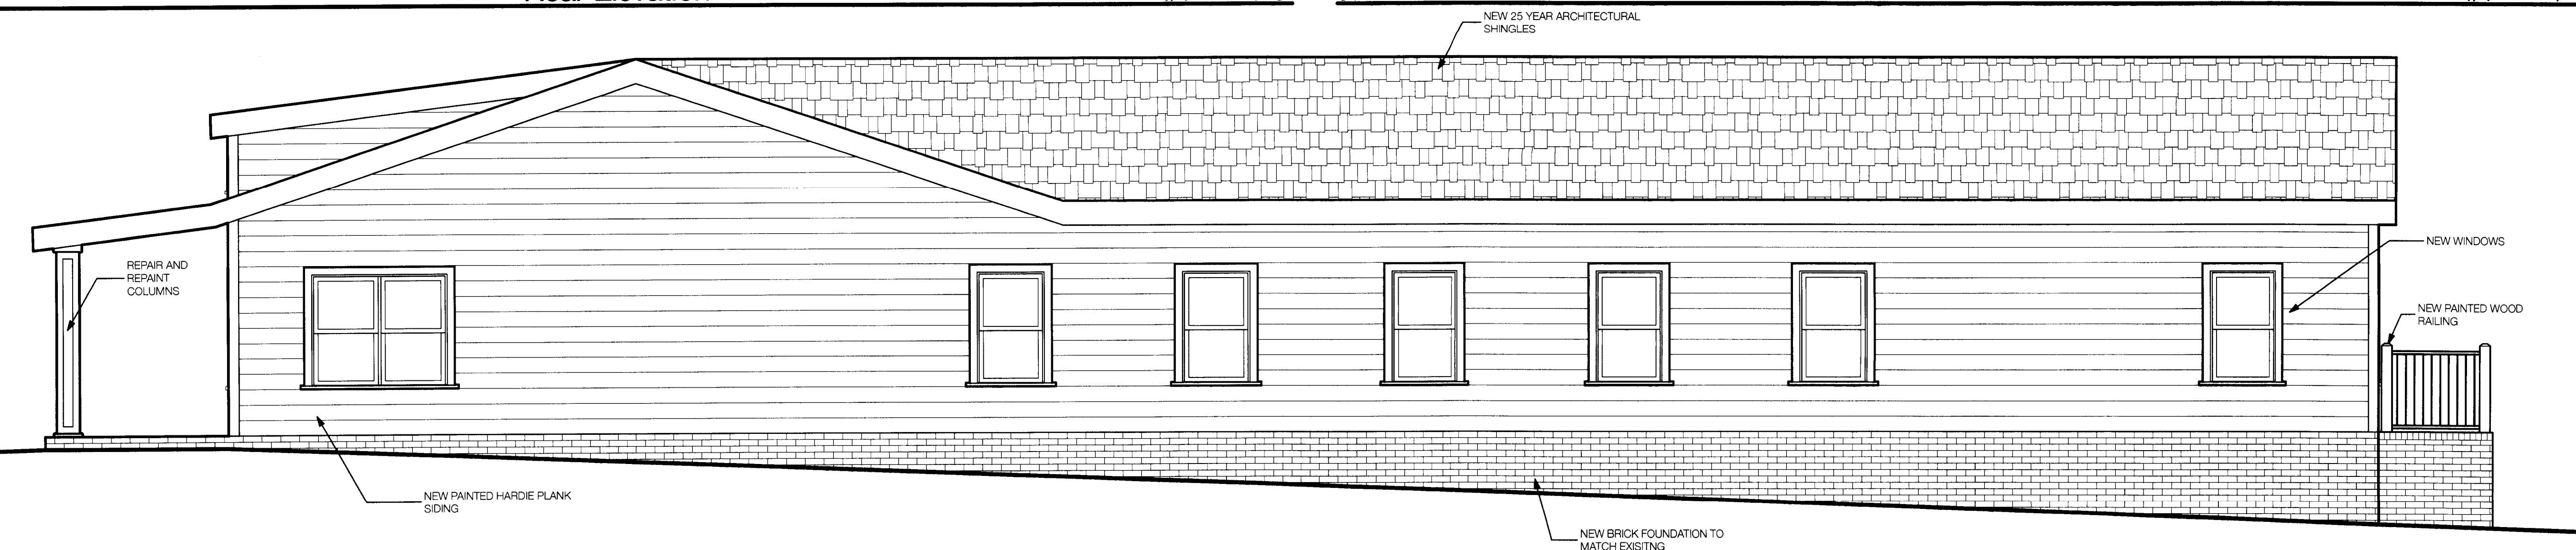 NEW 25 YEAR ARCHITECTURAL
SHINGLES
REPAIR AND
REPAINT
COLUMNS
NEW WINDOWS
NEW PAINTED WOOD
RAILING
NEW PAINTED HARDIE PLANK
SIDING
NEW BRICK FOUNDATION TO
MATCH EXISITNG